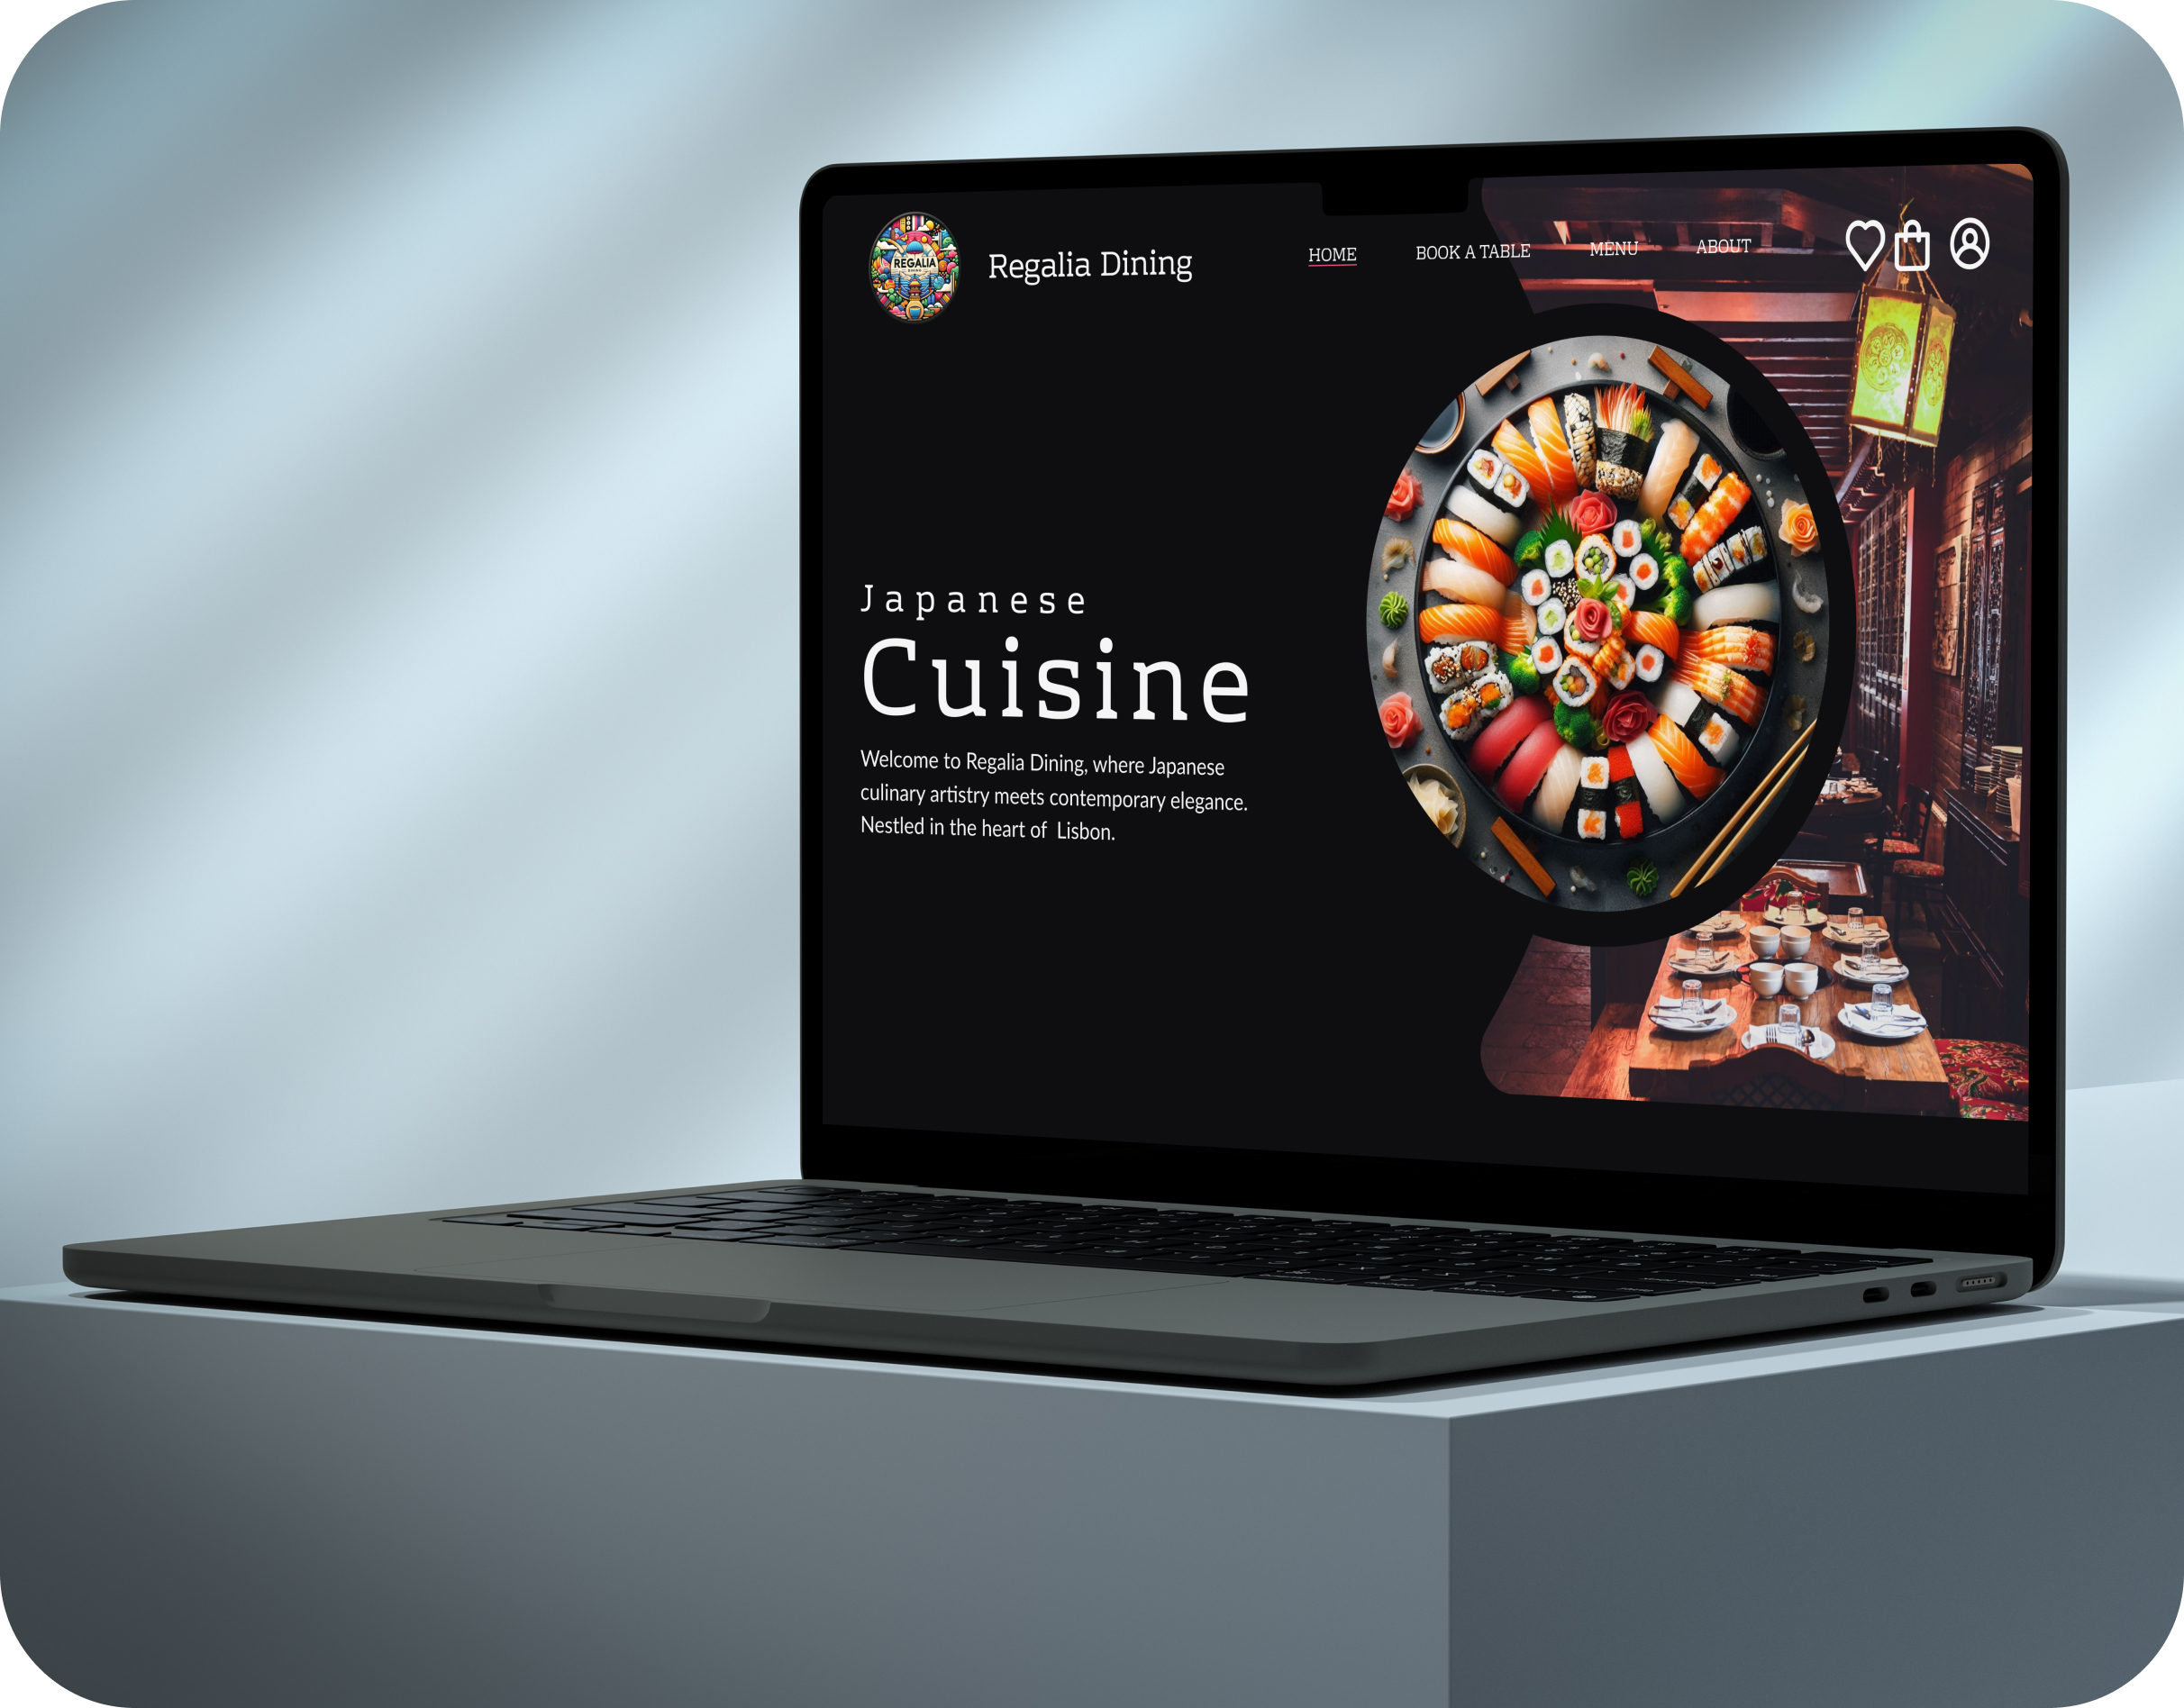 REGALIA
Regalia Dining
HOME
BOOK A TABLE
MENU
ABOUT
Japanese
Cuisine
Welcome to Regalia Dining, where Japanese
culinary artistry meets contemporary elegance.
Nestled in the heart of Lisbon.